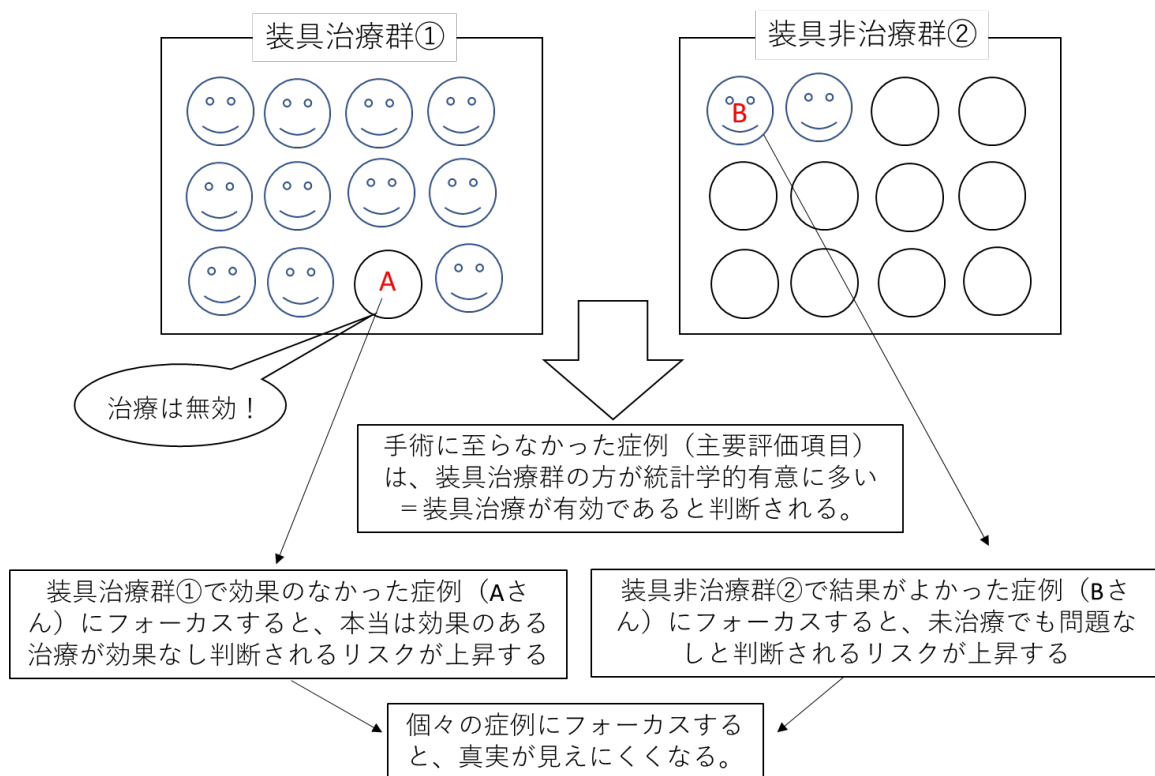 装具治療群①
装具非治療群②
B
A
治療は無効！
手術に至らなかった症例（主要評価項目）
は、装具治療群の方が統計学的有意に多い
＝装具治療が有効であると判断される。
装具治療群①で効果のなかった症例（Aさ
ん）にフォーカスすると、本当は効果のある
治療が効果なし判断されるリスクが上昇する
装具非治療群②で結果がよかった症例（Bさ
ん）にフォーカスすると、未治療でも問題な
しと判断されるリスクが上昇する
個々の症例にフォーカスする
と、真実が見えにくくなる。